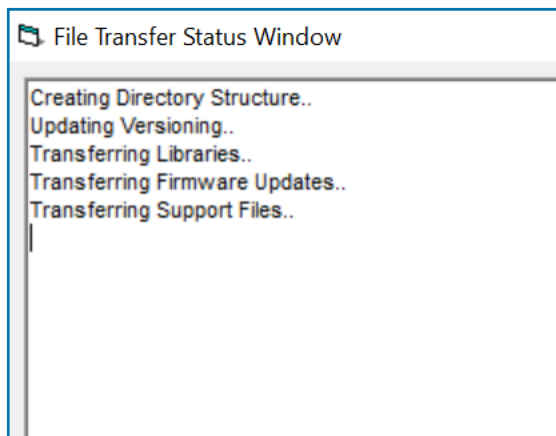 File Transfer Status Window
Creating Directory Structure..
Updating Versioning..
Transferring Libraries..
Transferring Firmware Updates..
Transferring Support Files..